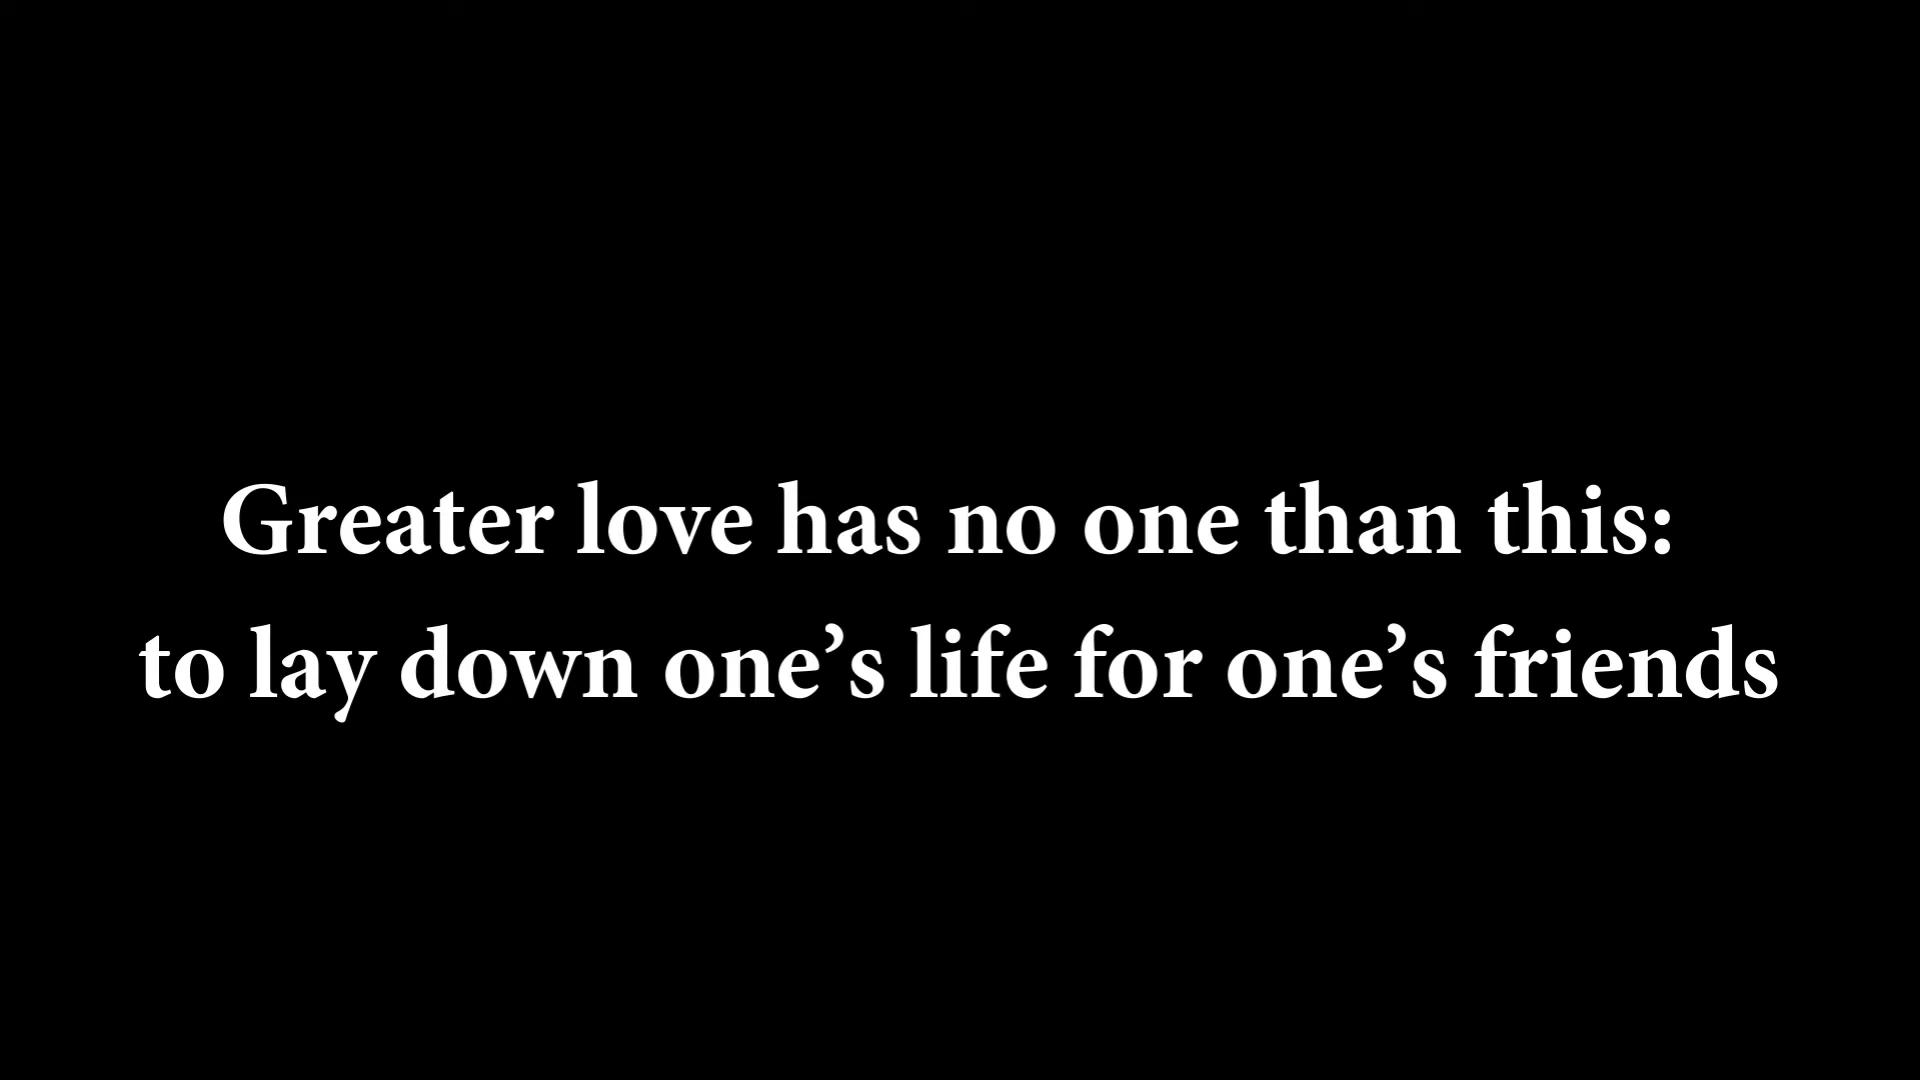 Greater love has no one than this:
to lay down one’s life for one’s friends